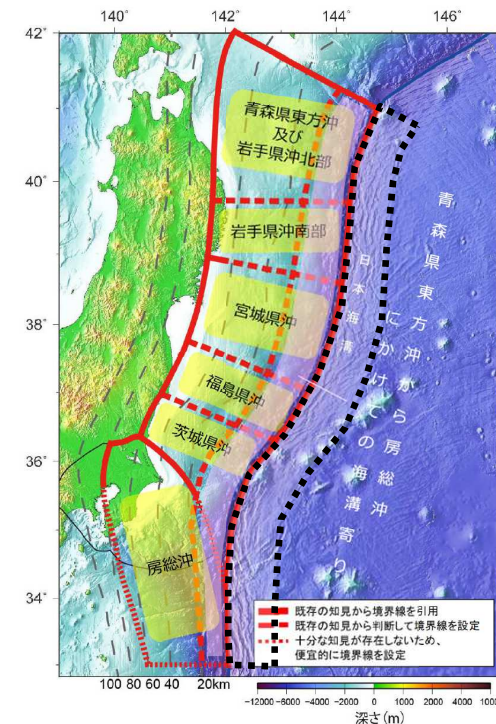 140° 142° 144° 146°
42°
青森県東方沖
及び
岩手県沖北部
40°
岩手県沖南部
宮城県沖
38°
福島県沖
茨城県沖
36°
房総沖
34°
日本海溝
青森県東方沖から房総沖
にかけての海溝寄り
既存の知見から境界線を引用
既存の知見から判断して境界線を設定
十分な知見が存在しないため、
便宜的に境界線を設定
100 80 60 40 20km
-12000 -6000 -4000 -2000 0 1000 2000 4000 10000
深さ(m)